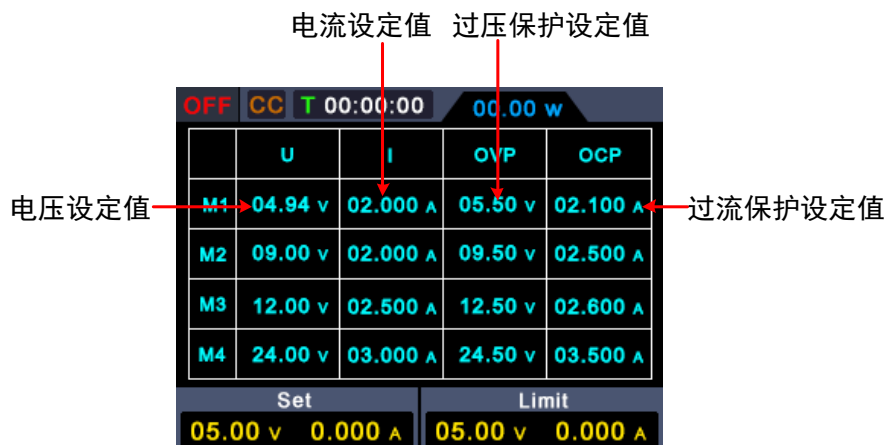 电流设定值 过压保护设定值
OFF CC T 00:00:00 00.00 W
U I OVP OCP
电压设定值 M1 04.94 V 02.000 A 05.50 V 02.100 A 过流保护设定值
M2 09.00 V 02.000 A 09.50 V 02.500 A
M3 12.00 V 02.500 A 12.50 V 02.600 A
M4 24.00 V 03.000 A 24.50 V 03.500 A
Set Limit
05.00 V 0.000 A 05.00 V 0.000 A